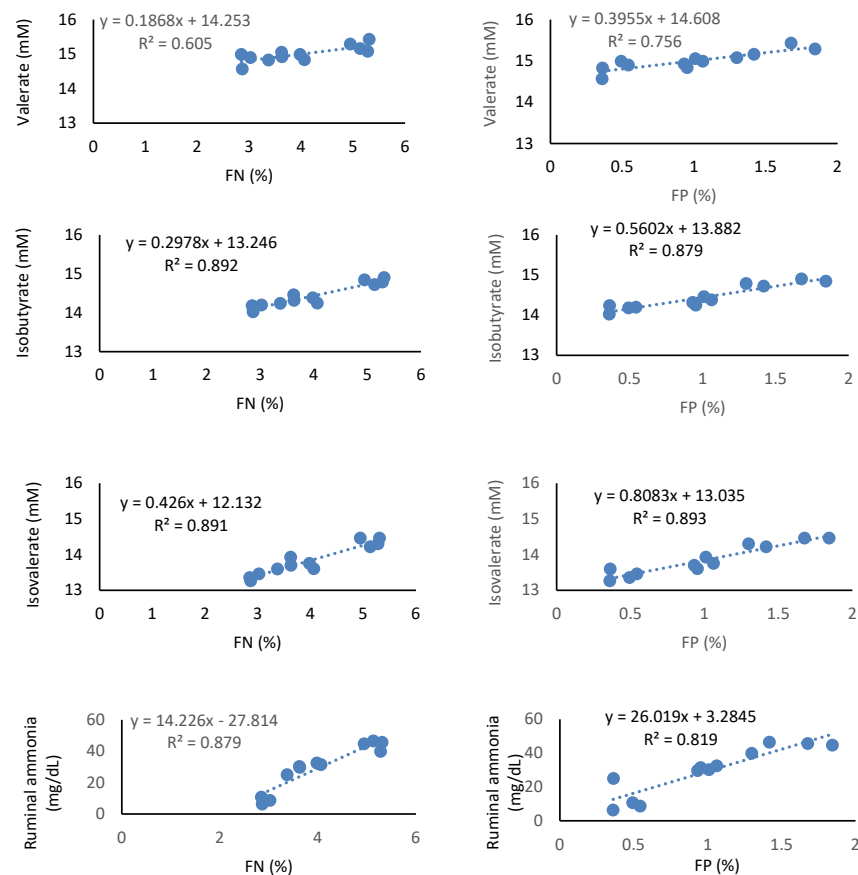 y = 0.1868x + 14.253
R² = 0.605
Valerate (mM)
16
15
14
13
0 1 2 3 4 5 6
FN (%)
y = 0.3955x + 14.608
R² = 0.756
Valerate (mM)
16
15
14
13
0 0.5 1 1.5 2
FP (%)
y = 0.2978x + 13.246
R² = 0.892
Isobutyrate (mM)
16
15
14
13
0 1 2 3 4 5 6
FN (%)
y = 0.5602x + 13.882
R² = 0.879
Isobutyrate (mM)
16
15
14
13
0 0.5 1 1.5 2
FP (%)
y = 0.426x + 12.132
R² = 0.891
Isovalerate (mM)
16
15
14
13
0 1 2 3 4 5 6
FN (%)
y = 0.8083x + 13.035
R² = 0.893
Isovalerate (mM)
16
15
14
13
0 0.5 1 1.5 2
FP (%)
y = 14.226x - 27.814
R² = 0.879
Ruminal ammonia
(mg/dL)
60
40
20
0
0 2 4 6
FN (%)
y = 26.019x + 3.2845
R² = 0.819
Ruminal ammonia
(mg/dL)
60
40
20
0
0 0.5 1 1.5 2
FP (%)